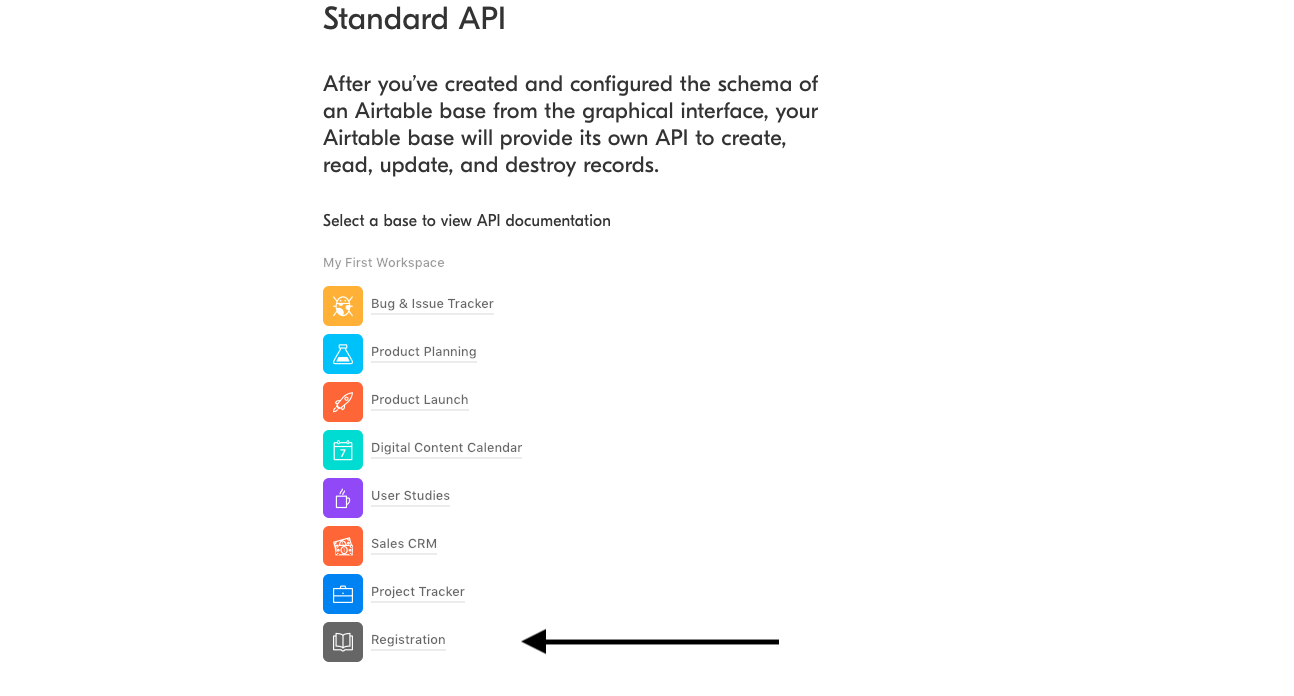 Standard API
After you’ve created and configured the schema of
an Airtable base from the graphical interface, your
Airtable base will provide its own API to create,
read, update, and destroy records.
Select a base to view API documentation
My First Workspace
Bug & Issue Tracker
Product Planning
Product Launch
7
Digital Content Calendar
User Studies
Sales CRM
Project Tracker
Registration